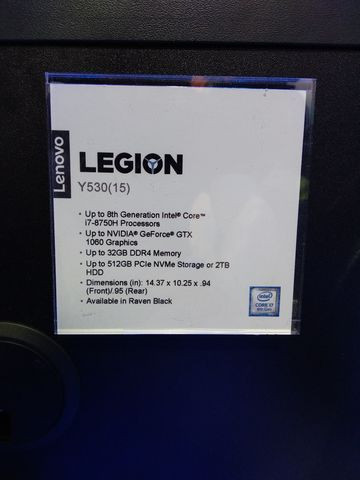 Lenovo
LEGION
Y530(15)
• Up to 8th Generation Intel® Core™
i7-8750H Processors
• Up to NVIDIA® GeForce® GTX
1060 Graphics
• Up to 32GB DDR4 Memory
• Up to 512GB PCIe NVMe Storage or 2TB
HDD
• Dimensions (in): 14.37 x 10.25 x .94
(Front)/.95 (Rear)
• Available in Raven Black
intel
CORE i7
8th Gen